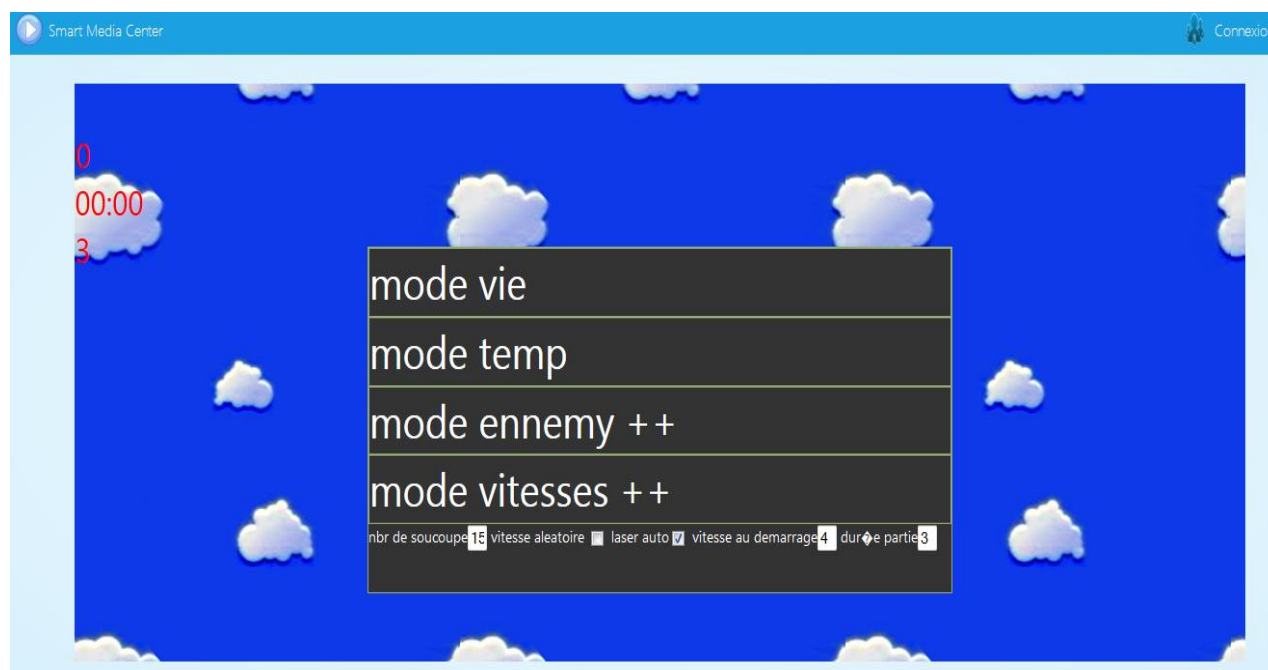 Smart Media Center
Connexio
0
00:00
3
mode vie
mode temp
mode ennemy ++
mode vitesses ++
nbr de soucoupe 15 vitesse aleatoire laser auto vitesse au demarrage 4 dur�e partie 3